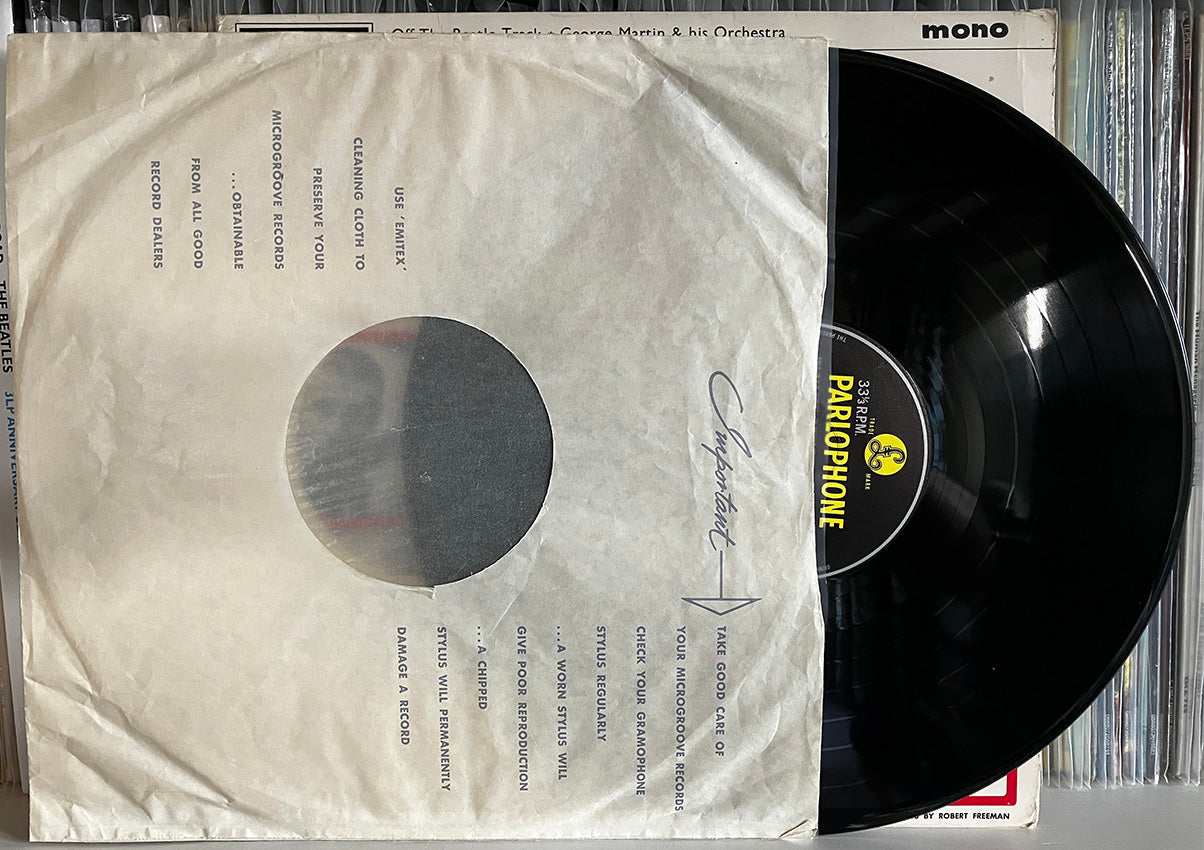 Off The Beatle Track • George Martin & his Orchestra
mono
Important
TAKE GOOD CARE OF
YOUR MICROGROOVE RECORDS
CHECK YOUR GRAMOPHONE
STYLUS REGULARLY
...A WORN STYLUS WILL
GIVE POOR REPRODUCTION
...A CHIPPED
STYLUS WILL PERMANENTLY
DAMAGE A RECORD
USE 'EMITEX'
CLEANING CLOTH TO
PRESERVE YOUR
MICROGROOVE RECORDS
...OBTAINABLE
FROM ALL GOOD
RECORD DEALERS
33⅓ R.P.M.
TRADE
£
MARK
PARLOPHONE
BY ROBERT FREEMAN
THE BEATLES
3LP